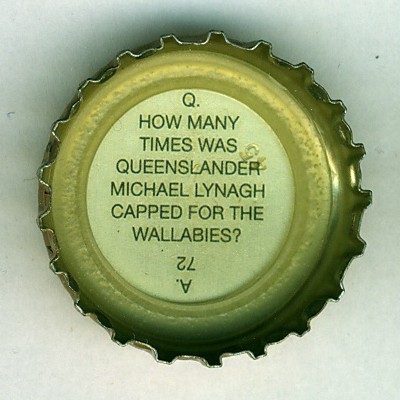 Q.
HOW MANY
TIMES WAS
QUEENSLANDER
MICHAEL LYNAGH
CAPPED FOR THE
WALLABIES?
A.
72